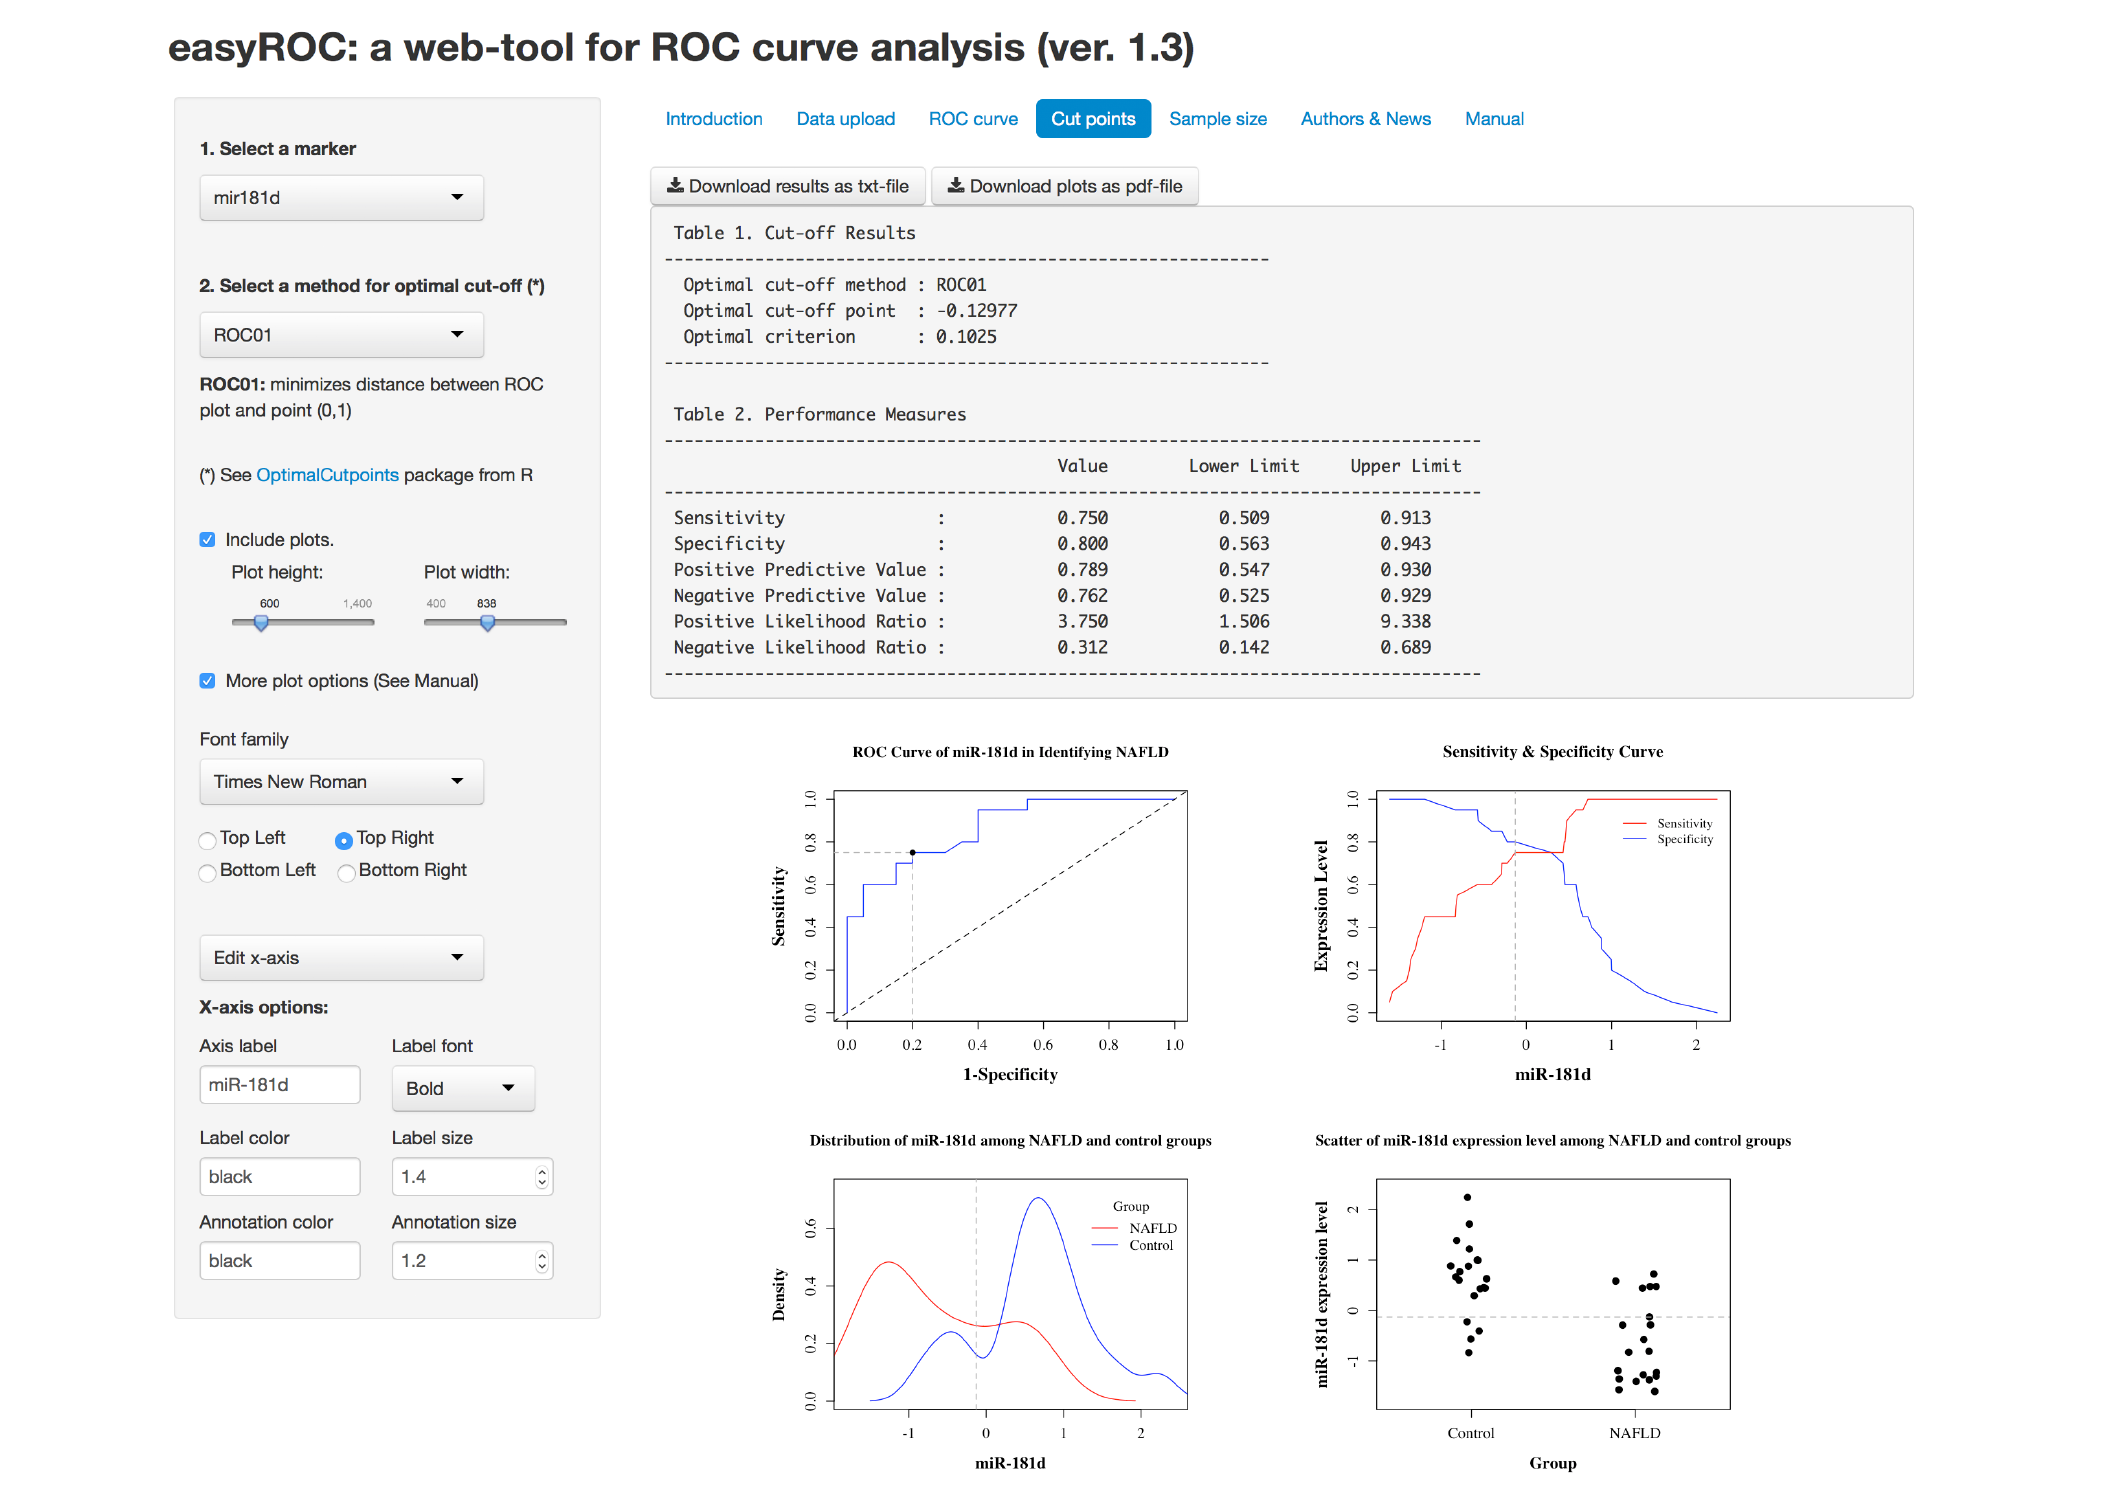 easyROC: a web-tool for ROC curve analysis (ver. 1.3)
1. Select a marker
mir181d
2. Select a method for optimal cut-off (*)
ROC01
ROC01: minimizes distance between ROC
plot and point (0,1)
(*) See OptimalCutpoints package from R
Include plots.
Plot height: Plot width:
600 1,400 400 838
More plot options (See Manual)
Font family
Times New Roman
Top Left Top Right
Bottom Left Bottom Right
Edit x-axis
X-axis options:
Axis label Label font
miR-181d Bold
Label color Label size
black 1.4
Annotation color Annotation size
black 1.2
Introduction Data upload ROC curve Cut points Sample size Authors & News Manual
Download results as txt-file Download plots as pdf-file
Table 1. Cut-off Results
------------------------------------------------------------
Optimal cut-off method : ROC01
Optimal cut-off point : -0.12977
Optimal criterion : 0.1025
------------------------------------------------------------
Table 2. Performance Measures
---------------------------------------------------------------------------------
Value Lower Limit Upper Limit
---------------------------------------------------------------------------------
Sensitivity : 0.750 0.509 0.913
Specificity : 0.800 0.563 0.943
Positive Predictive Value : 0.789 0.547 0.930
Negative Predictive Value : 0.762 0.525 0.929
Positive Likelihood Ratio : 3.750 1.506 9.338
Negative Likelihood Ratio : 0.312 0.142 0.689
---------------------------------------------------------------------------------
ROC Curve of miR-181d in Identifying NAFLD
Sensitivity
1.0
0.8
0.6
0.4
0.2
0.0
0.0 0.2 0.4 0.6 0.8 1.0
1-Specificity
Sensitivity & Specificity Curve
Expression Level
1.0
0.8
0.6
0.4
0.2
0.0
Sensitivity
Specificity
-1 0 1 2
miR-181d
Distribution of miR-181d among NAFLD and control groups
Density
0.6
0.4
0.2
0.0
Group
NAFLD
Control
-1 0 1 2
miR-181d
Scatter of miR-181d expression level among NAFLD and control groups
miR-181d expression level
2
1
0
-1
Control NAFLD
Group